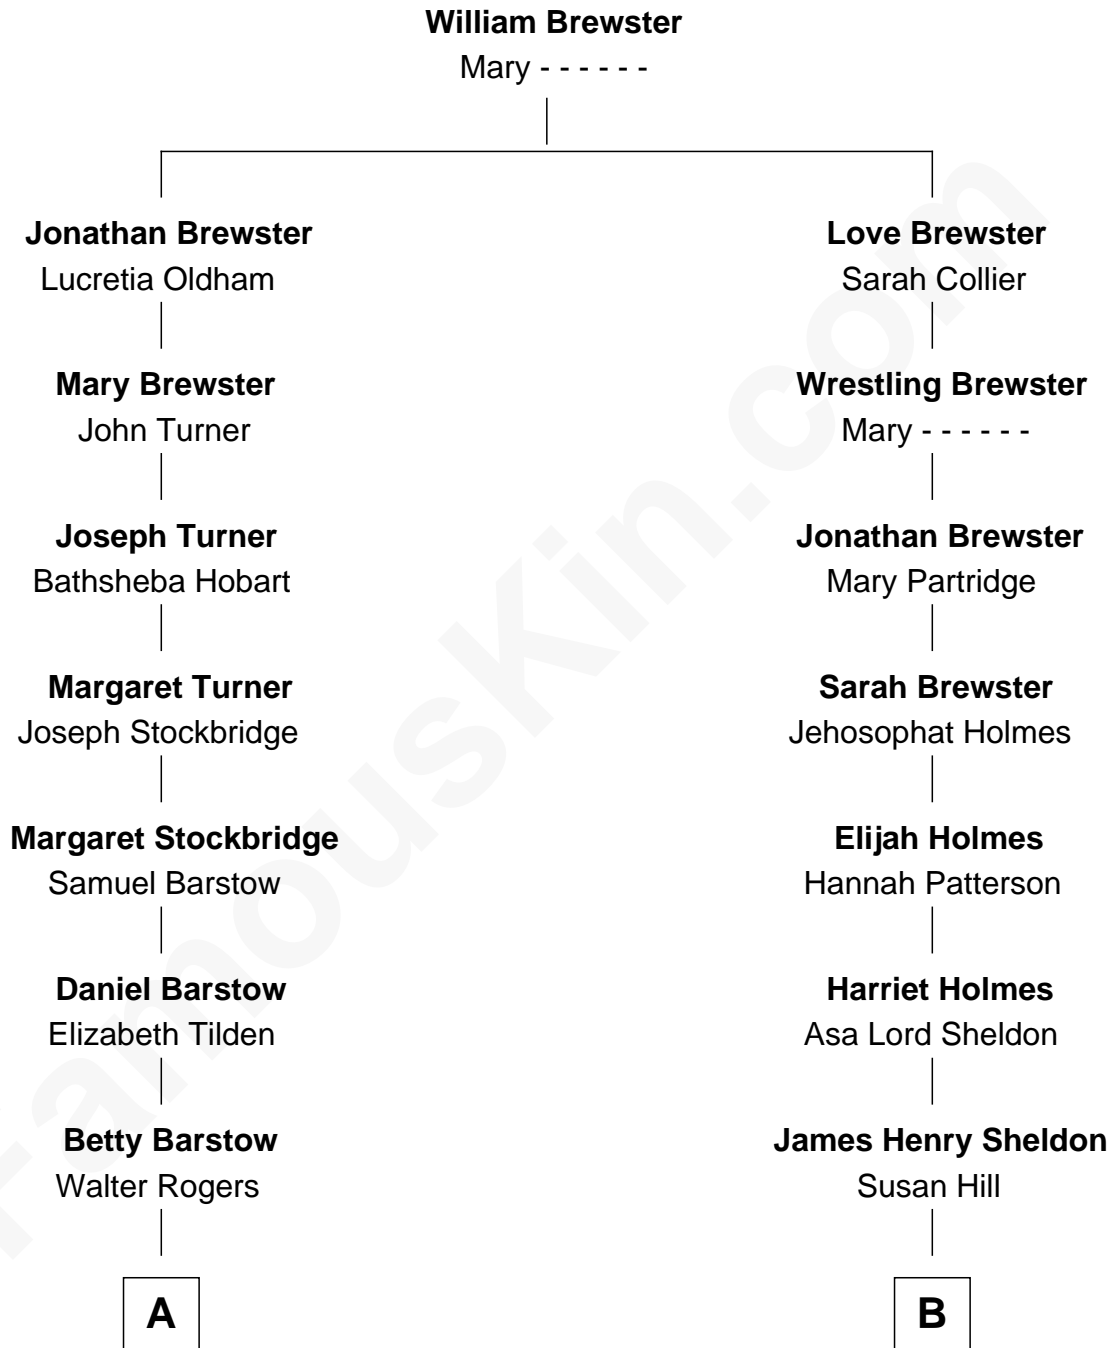 William Brewster
Mary - - - - - -
Jonathan Brewster
Lucretia Oldham
Love Brewster
Sarah Collier
Mary Brewster
John Turner
Wrestling Brewster
Mary - - - - - -
Joseph Turner
Bathsheba Hobart
Jonathan Brewster
Mary Partridge
Margaret Turner
Joseph Stockbridge
Sarah Brewster
Jehosophat Holmes
Margaret Stockbridge
Samuel Barstow
Elijah Holmes
Hannah Patterson
Daniel Barstow
Elizabeth Tilden
Harriet Holmes
Asa Lord Sheldon
Betty Barstow
Walter Rogers
James Henry Sheldon
Susan Hill
A
B
FamousKin.com